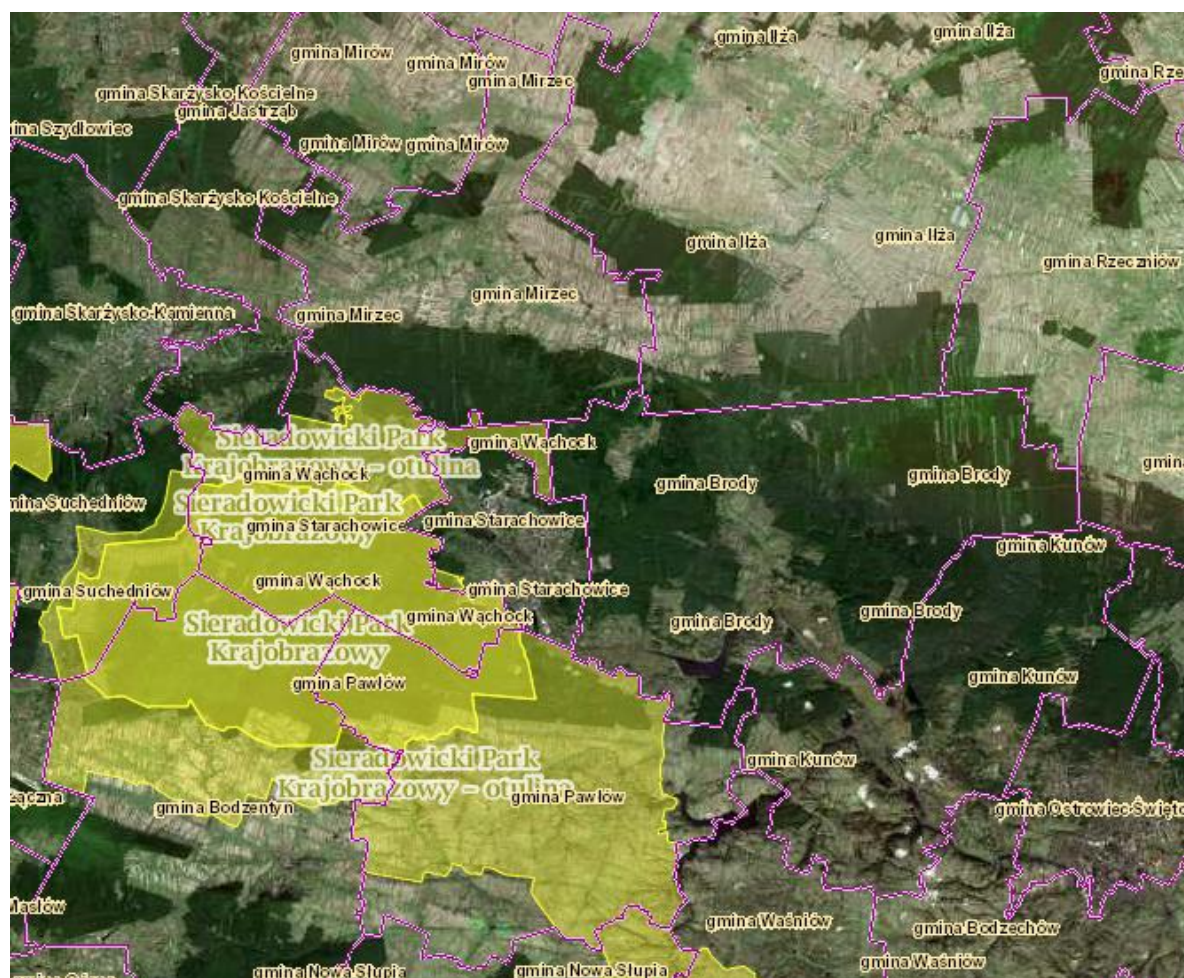 gmina Mirów
gmina Iłża
gmina Iłża
gmina Mirów
gmina Mirzec
gmina Rze
gmina Skarżysko-Kościelne
gmina Jastrząb
mina Szydłowiec
gmina Mirów
gmina Mirów
gmina Skarżysko-Kościelne
gmina Iłża
gmina Iłża
gmina Rzeczniów
gmina Mirzec
gmina Skarżysko-Kamienna
gmina Mirzec
Sieradowicki Park
Krajobrazowy – otulina
gmina Wąchock
gmina Wąchock
gmina
gmina Brody
gmina Brody
mina Suchedniów
Sieradowicki Park
Krajobrazowy
gmina Starachowice
gmina Starachowice
gmina Kunów
gmina Suchedniów
gmina Wąchock
gmina Starachowice
gmina Wąchock
gmina Brody
gmina Brody
Sieradowicki Park
Krajobrazowy
gmina Pawłów
gmina Kunów
Sieradowicki Park
Krajobrazowy – otulina
gmina Kunów
gmina Pawłów
gmina Bodzentyn
gmina Ostrowiec-Święto
Łączna
Masłów
gmina Waśniów
gmina Bodzechów
gmina Waśniów
gmina Nowa Słupia
gmina Nowa Słupia